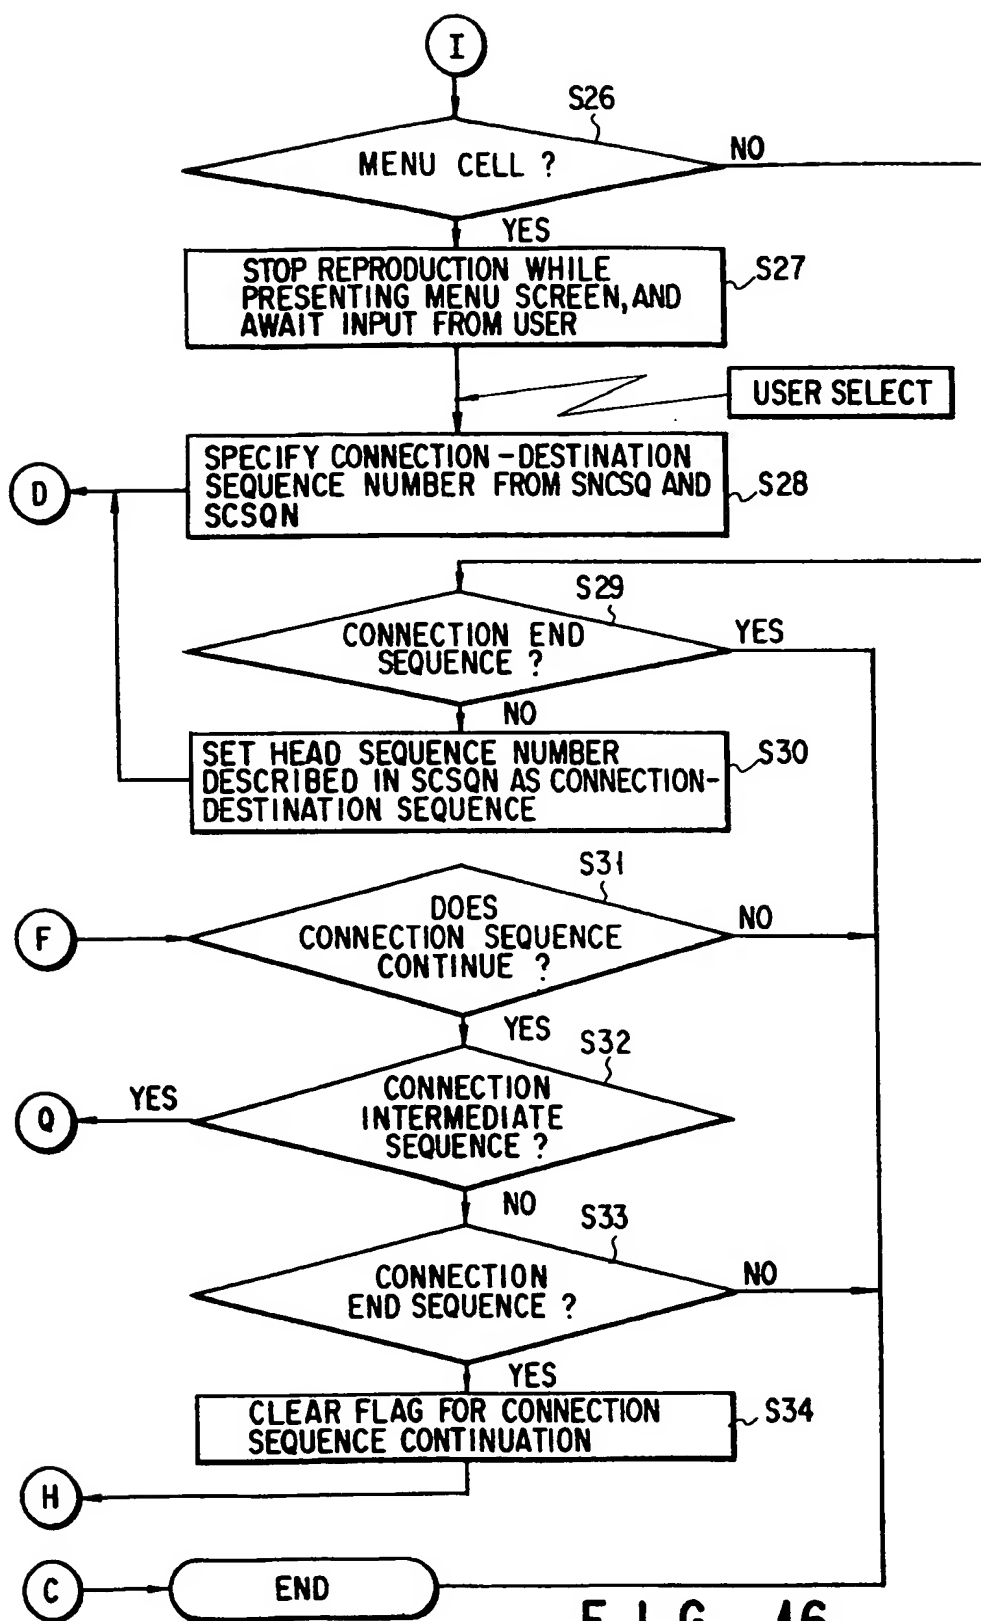 I
S26
MENU CELL ?
NO
YES
STOP REPRODUCTION WHILE
PRESENTING MENU SCREEN, AND
AWAIT INPUT FROM USER
S27
USER SELECT
SPECIFY CONNECTION-DESTINATION
SEQUENCE NUMBER FROM SNCSQ AND
SCSQN
S28
D
S29
CONNECTION END
SEQUENCE ?
YES
NO
SET HEAD SEQUENCE NUMBER
DESCRIBED IN SCSQN AS CONNECTION-
DESTINATION SEQUENCE
S30
S31
F
DOES
CONNECTION SEQUENCE
CONTINUE ?
NO
YES
S32
Q
YES
CONNECTION
INTERMEDIATE
SEQUENCE ?
NO
S33
CONNECTION
END SEQUENCE ?
NO
YES
CLEAR FLAG FOR CONNECTION
SEQUENCE CONTINUATION
S34
H
C
END
FIG. 46